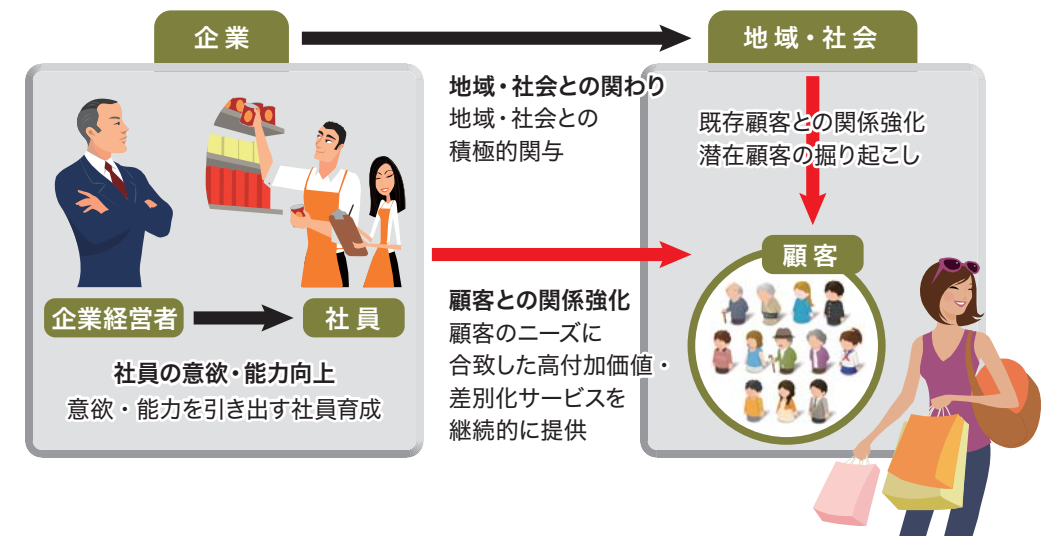 企業
地域・社会
地域・社会との関わり
地域・社会との
積極的関与
既存顧客との関係強化
潜在顧客の掘り起こし
顧客
企業経営者
社員
社員の意欲・能力向上
意欲・能力を引き出す社員育成
顧客との関係強化
顧客のニーズに
合致した高付加価値・
差別化サービスを
継続的に提供